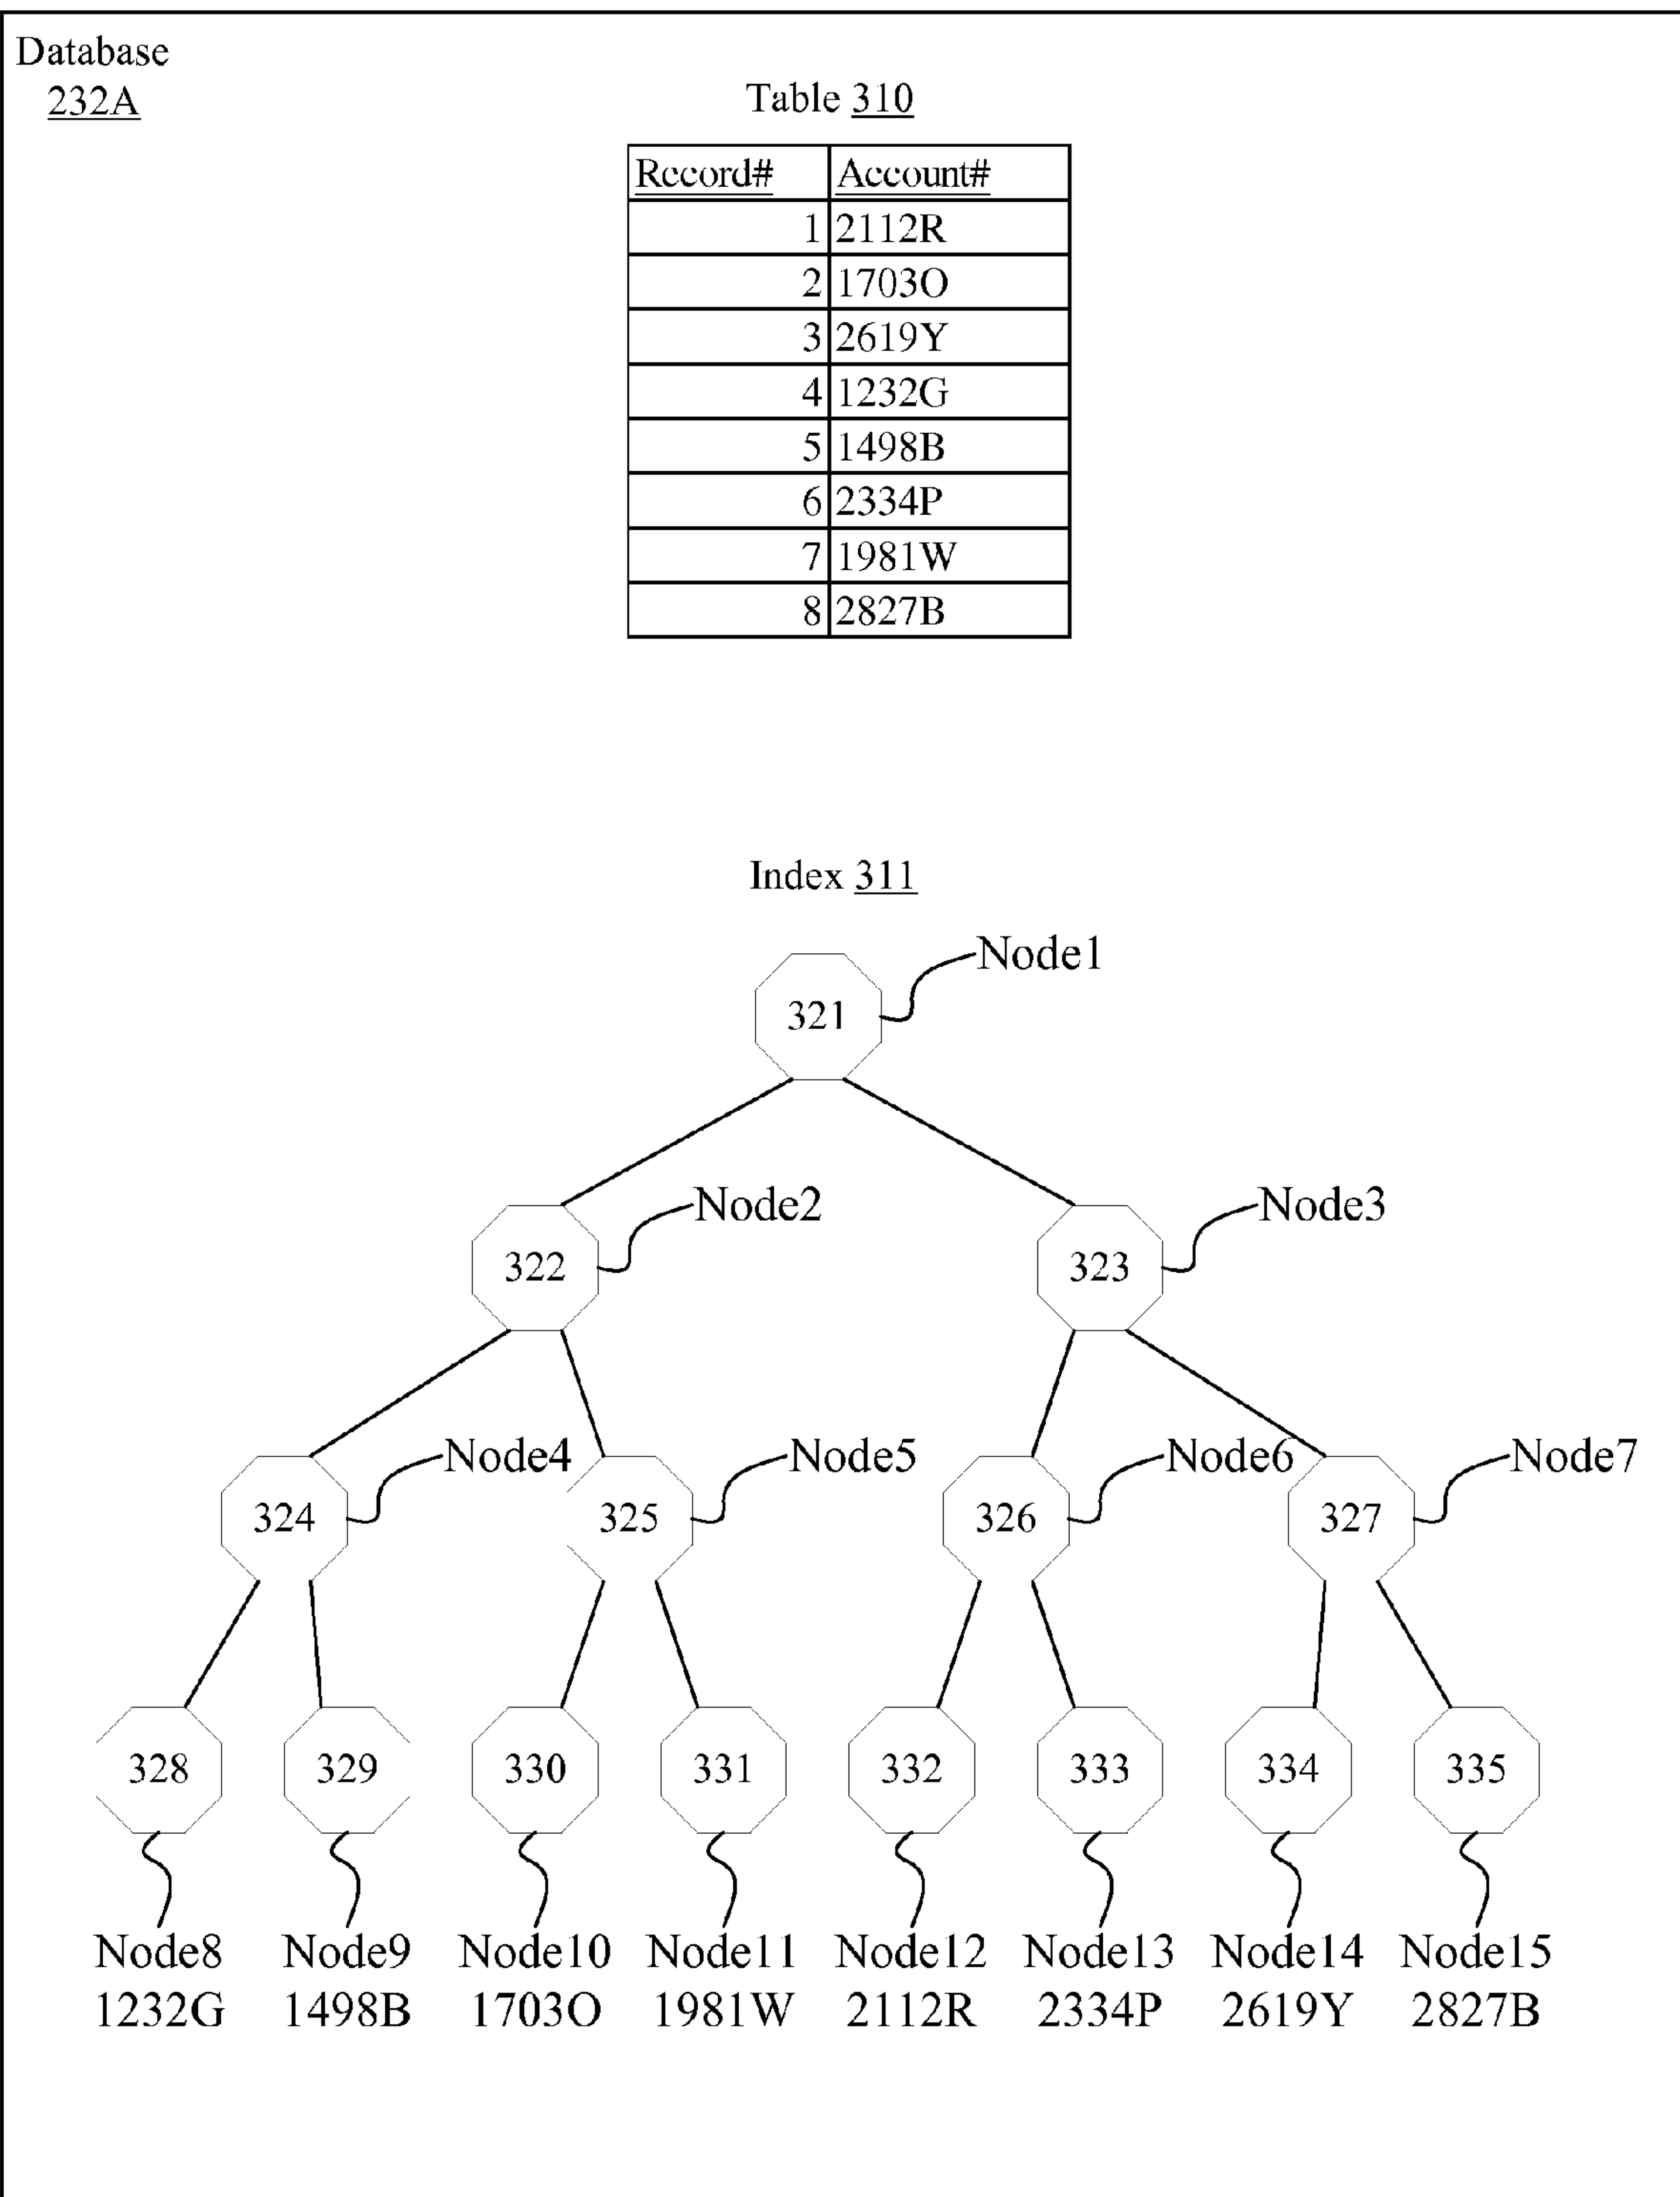 Database
232A
Table 310
Record# Account#
1 2112R
2 1703O
3 2619Y
4 1232G
5 1498B
6 2334P
7 1981W
8 2827B
Index 311
Node1
321
Node2 Node3
322 323
Node4 Node5 Node6 Node7
324 325 326 327
328 329 330 331 332 333 334 335
Node8 Node9 Node10 Node11 Node12 Node13 Node14 Node15
1232G 1498B 1703O 1981W 2112R 2334P 2619Y 2827B